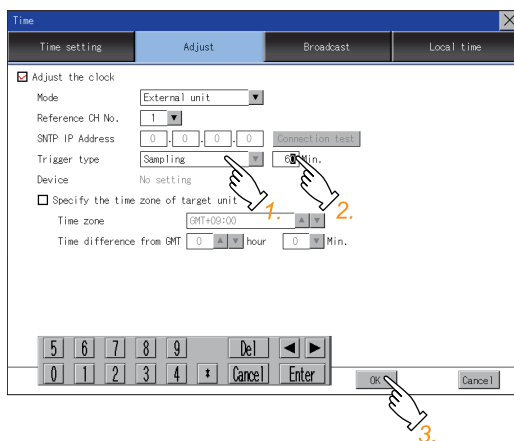 Time
Time setting Adjust Broadcast Local time
Adjust the clock
Mode External unit
Reference CH No. 1
SNTP IP Address 0 . 0 . 0 . 0 Connection test
Trigger type Sampling Min.
Device No setting
Specify the time zone of target unit
1. 2.
Time zone GMT+09:00
Time difference from GMT 0 hour 0 Min.
5 6 7 8 9 Del
0 1 2 3 4 Cancel Enter
OK Cancel
3.